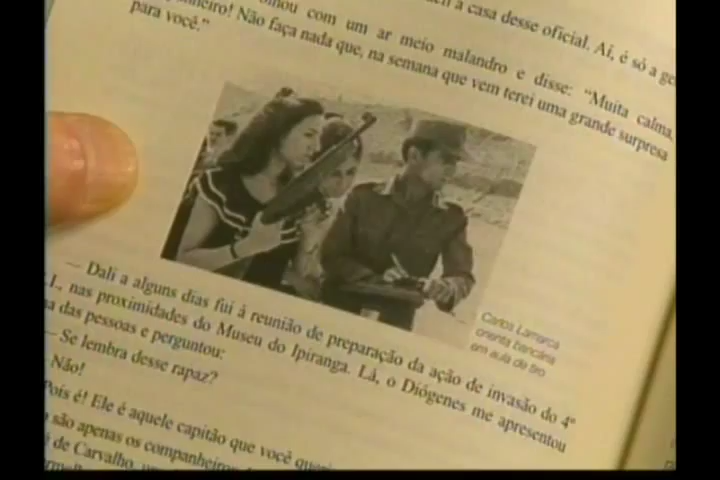 a casa desse oficial. Aí, é só a
com um ar meio malandro e disse: "Muita calma,
Não faça nada que, na semana que vem terei uma grande surpresa
para você."
Carlos Lamarca
orienta bancária
em aula de tiro
— Dali a alguns dias fui à reunião de preparação da ação de invasão do 4º
nas proximidades do Museu do Ipiranga. Lá, o Diógenes me apresentou
das pessoas e perguntou:
— Se lembra desse rapaz?
Não!
Pois é! Ele é aquele capitão que você
são apenas os companheiros
de Carvalho,